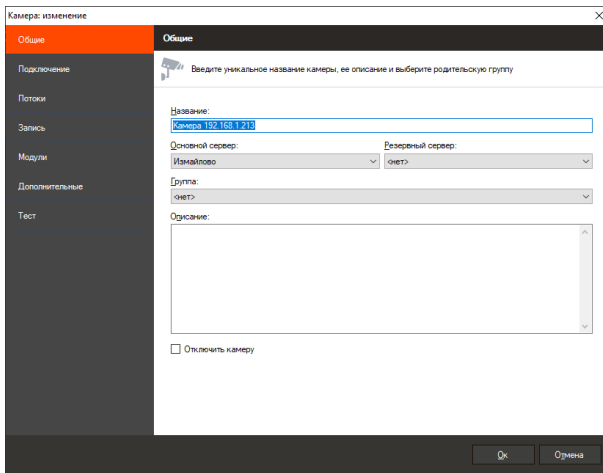 Камера: изменение
Общие
Подключение
Потоки
Запись
Модули
Дополнительные
Тест
Общие
Введите уникальное название камеры, ее описание и выберите родительскую группу
Название:
Камера 192.168.1.213
Основной сервер:
Резервный сервер:
Измайлово
<нет>
Группа:
<нет>
Описание:
Отключить камеру
Ок
Отмена